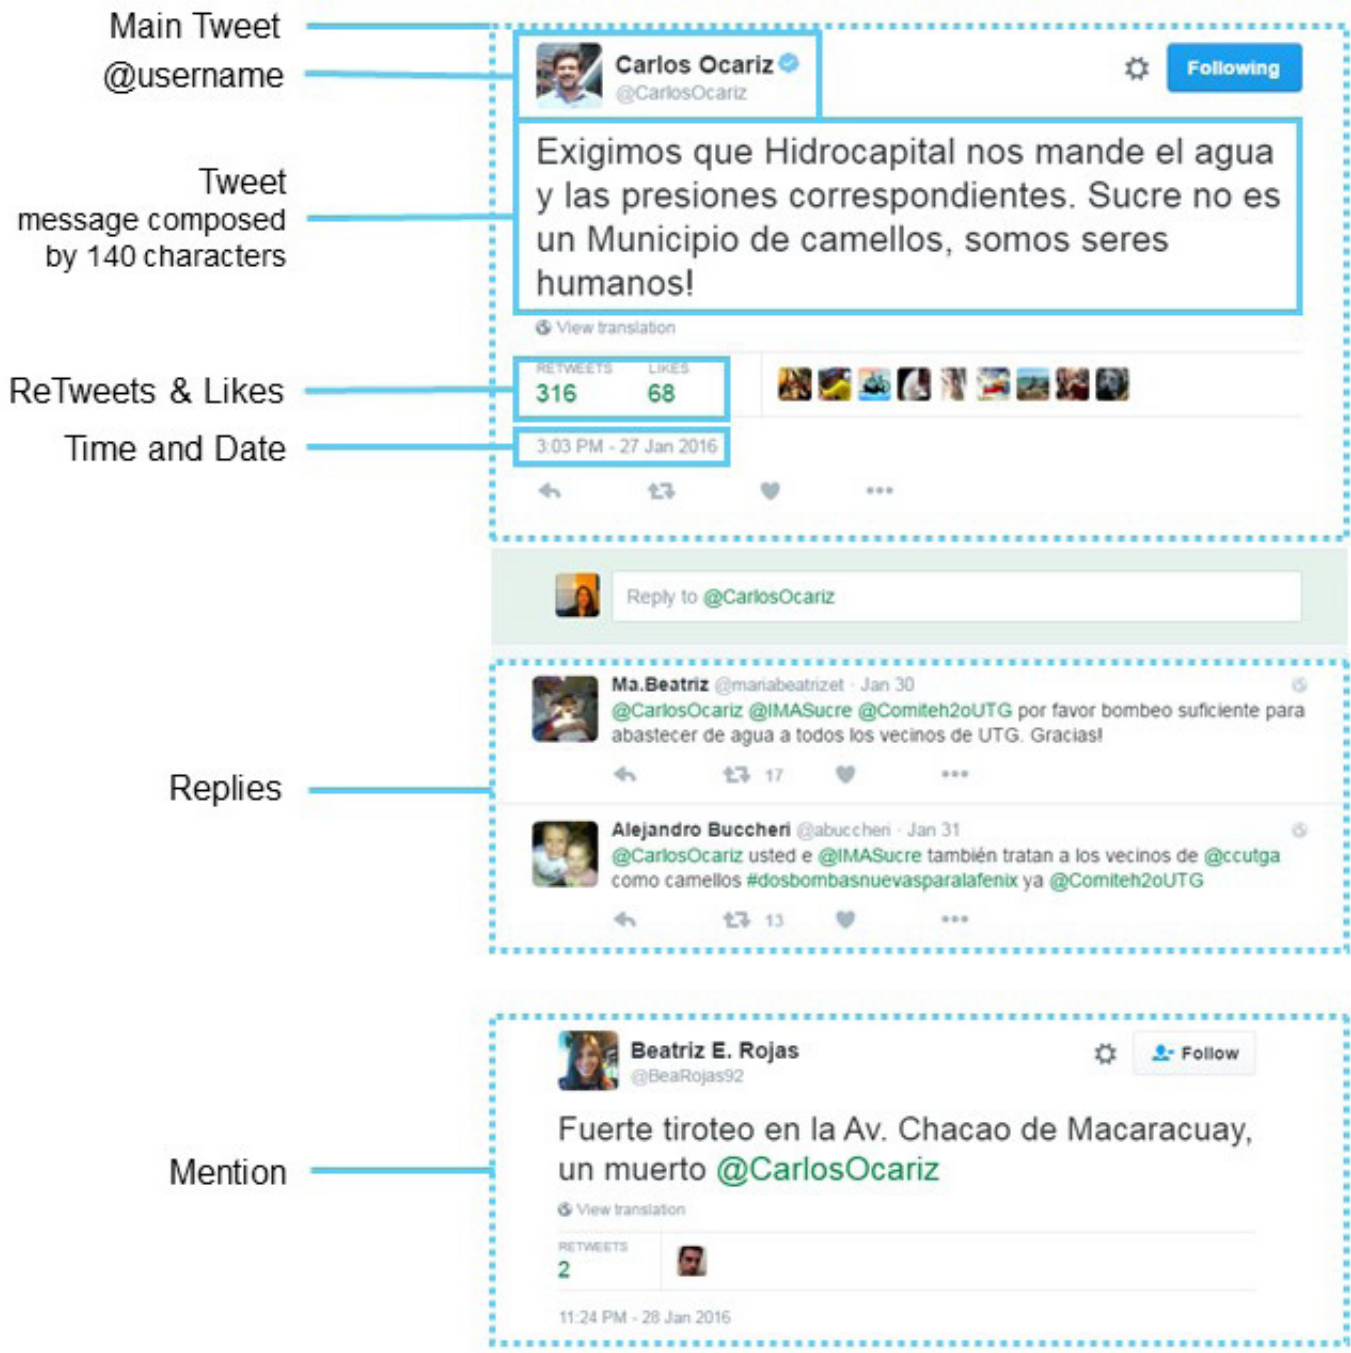 Main Tweet
@username
Carlos Ocariz
@CarlosOcariz
Following
Tweet
message composed
by 140 characters
Exigimos que Hidrocapital nos mande el agua
y las presiones correspondientes. Sucre no es
un Municipio de camellos, somos seres
humanos!
View translation
ReTweets & Likes
RETWEETS LIKES
316 68
Time and Date
3:03 PM - 27 Jan 2016
Reply to @CarlosOcariz
Replies
Ma.Beatriz @mariabeatrizet · Jan 30
@CarlosOcariz @IMASucre @Comiteh2oUTG por favor bombeo suficiente para
abastecer de agua a todos los vecinos de UTG. Gracias!
17
Alejandro Buccheri @abuccheri · Jan 31
@CarlosOcariz usted e @IMASucre también tratan a los vecinos de @ccutga
como camellos #dosbombasnuevasparalafenix ya @Comiteh2oUTG
13
Mention
Beatriz E. Rojas
@BeaRojas92
Follow
Fuerte tiroteo en la Av. Chacao de Macaracuay,
un muerto @CarlosOcariz
View translation
RETWEETS
2
11:24 PM - 28 Jan 2016